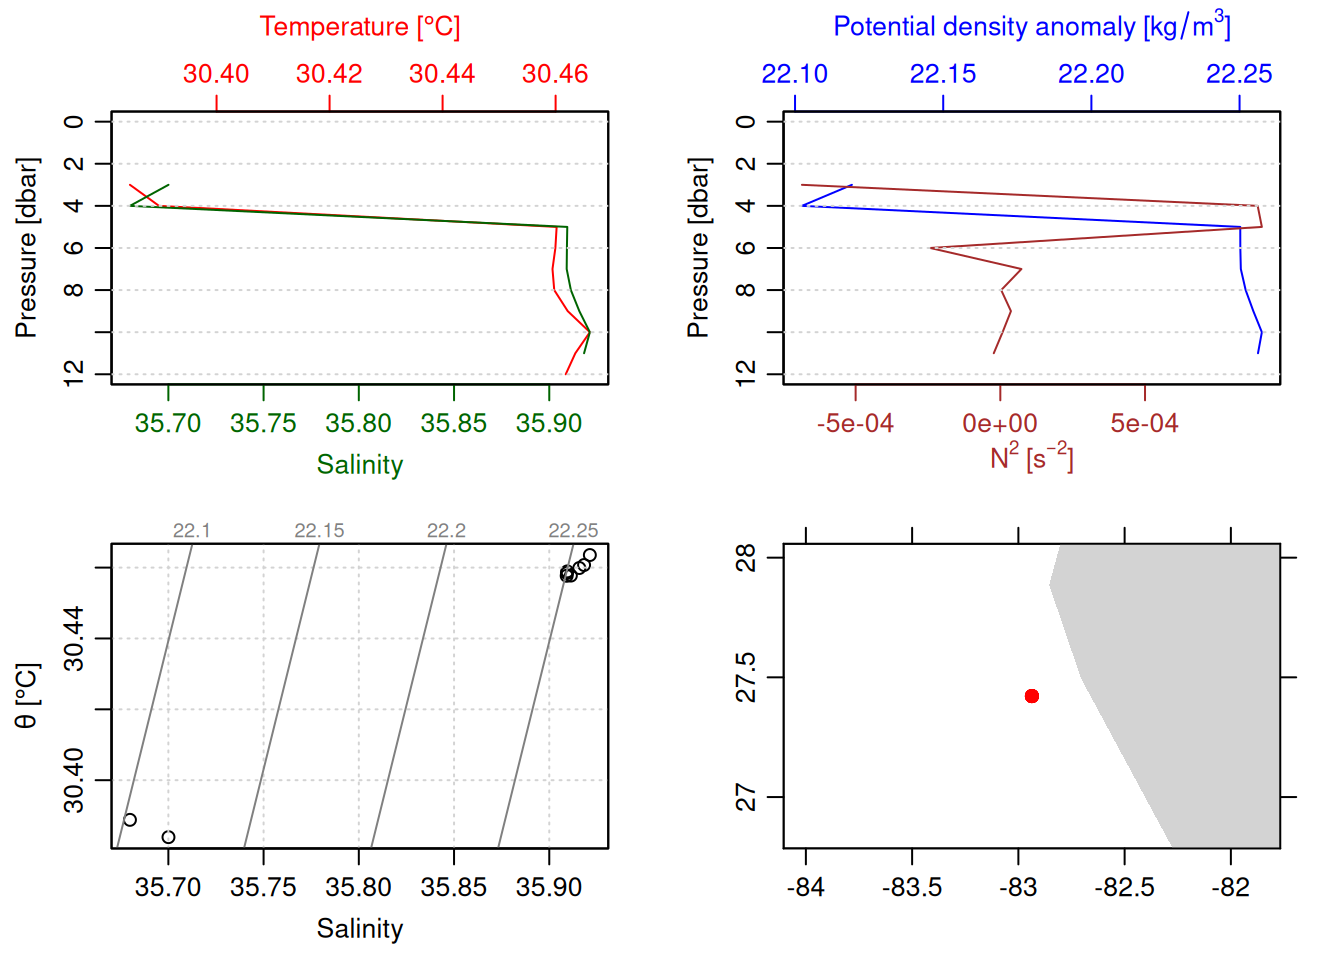 Temperature [°C]
30.40 30.42 30.44 30.46
Pressure [dbar]
0
2
4
6
8
12
35.70 35.75 35.80 35.85 35.90
Salinity
Potential density anomaly [kg/m³]
22.10 22.15 22.20 22.25
Pressure [dbar]
0
2
4
6
8
12
-5e-04 0e+00 5e-04
N² [s⁻²]
22.1 22.15 22.2 22.25
θ [°C]
30.44
30.40
35.70 35.75 35.80 35.85 35.90
Salinity
28
27.5
27
-84 -83.5 -83 -82.5 -82